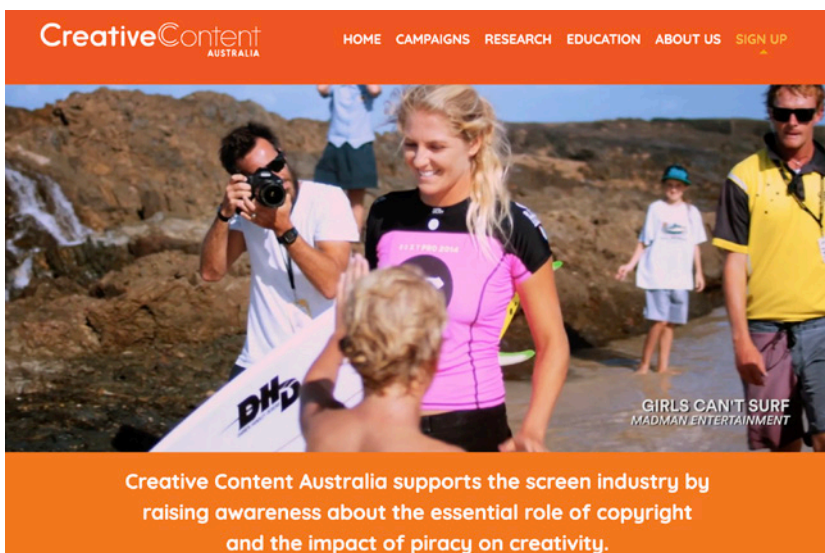 CreativeContent
AUSTRALIA
HOME CAMPAIGNS RESEARCH EDUCATION ABOUT US SIGN UP
DHD
GIRLS CAN'T SURF
MADMAN ENTERTAINMENT
Creative Content Australia supports the screen industry by
raising awareness about the essential role of copyright
and the impact of piracy on creativity.